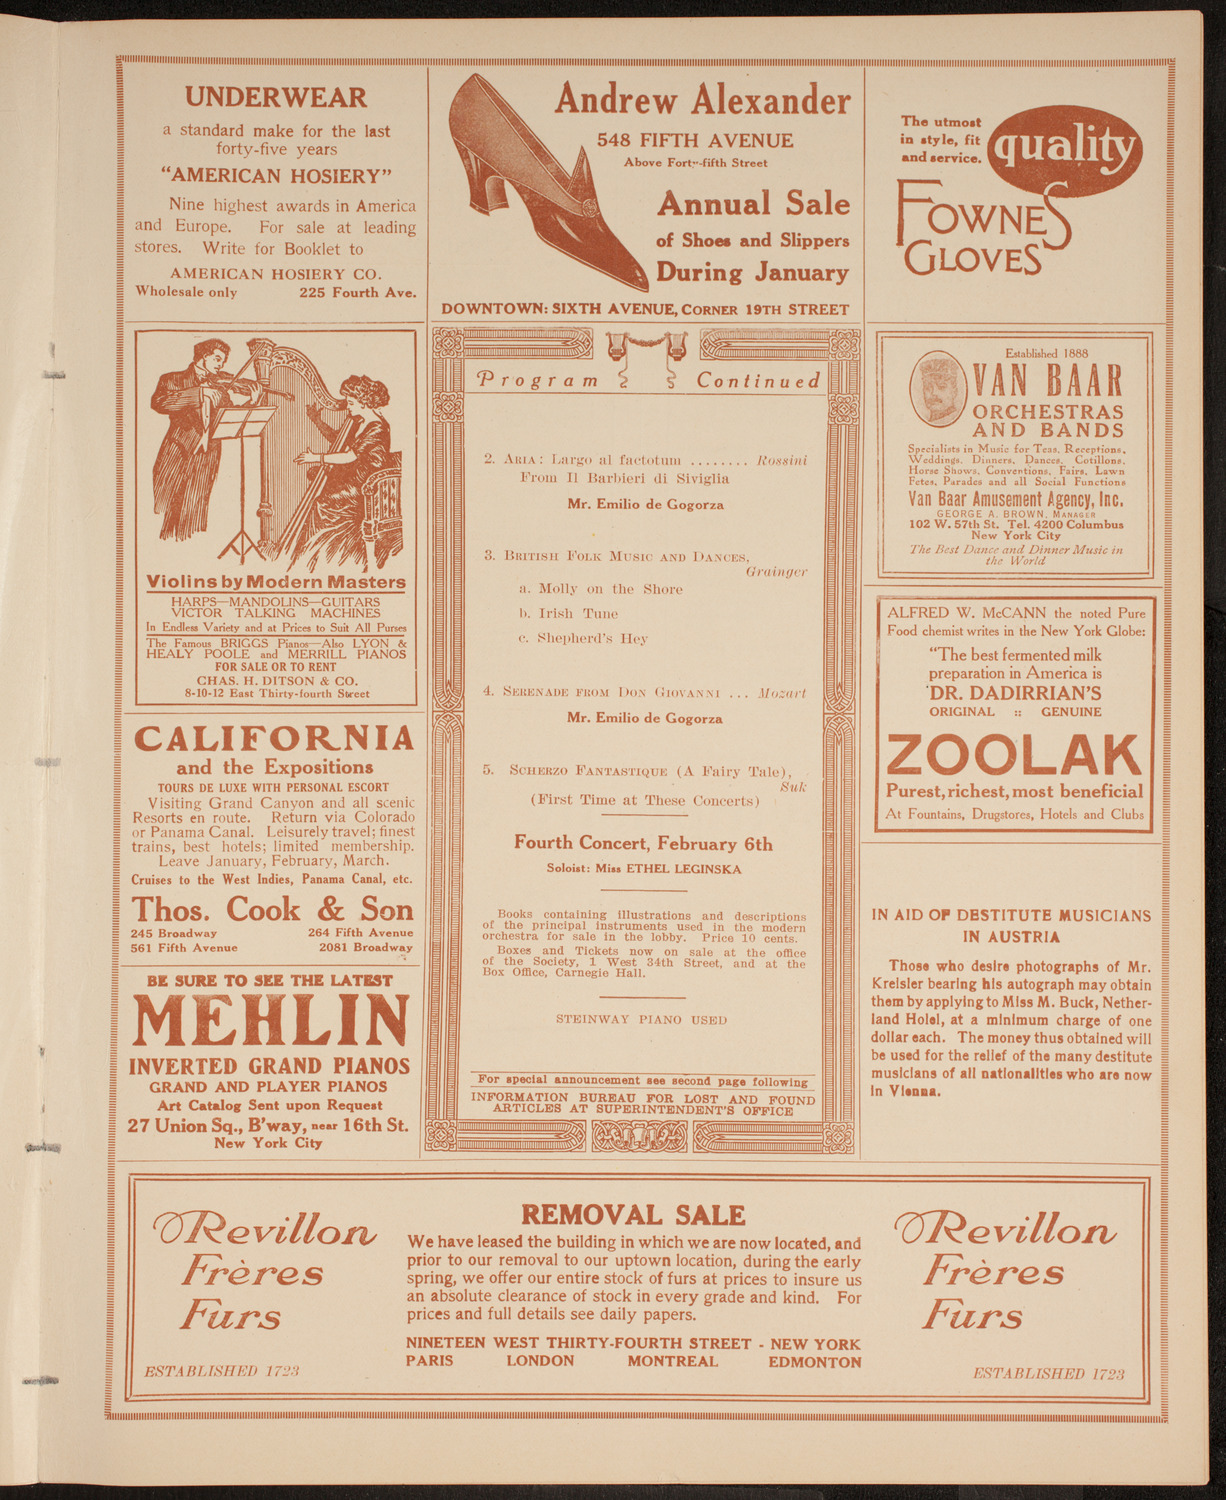 UNDERWEAR
a standard make for the last
forty-five years
"AMERICAN HOSIERY"
Nine highest awards in America
and Europe. For sale at leading
stores. Write for Booklet to
AMERICAN HOSIERY CO.
Wholesale only 225 Fourth Ave.
Andrew Alexander
548 FIFTH AVENUE
Above Forty-fifth Street
Annual Sale
of Shoes and Slippers
During January
DOWNTOWN: SIXTH AVENUE, CORNER 19TH STREET
The utmost
in style, fit
and service.
quality
FOWNES
GLOVES
Violins by Modern Masters
HARPS—MANDOLINS—GUITARS
VICTOR TALKING MACHINES
In Endless Variety and at Prices to Suit All Purses
The Famous BRIGGS Pianos—Also LYON &
HEALY POOLE and MERRILL PIANOS
FOR SALE OR TO RENT
CHAS. H. DITSON & CO.
8-10-12 East Thirty-fourth Street
CALIFORNIA
and the Expositions
TOURS DE LUXE WITH PERSONAL ESCORT
Visiting Grand Canyon and all scenic
Resorts en route. Return via Colorado
or Panama Canal. Leisurely travel; finest
trains, best hotels; limited membership.
Leave January, February, March.
Cruises to the West Indies, Panama Canal, etc.
Thos. Cook & Son
245 Broadway 264 Fifth Avenue
561 Fifth Avenue 2081 Broadway
BE SURE TO SEE THE LATEST
MEHLIN
INVERTED GRAND PIANOS
GRAND AND PLAYER PIANOS
Art Catalog Sent upon Request
27 Union Sq., B'way, near 16th St.
New York City
Program Continued
2. ARIA: Largo al factotum ........ Rossini
From Il Barbieri di Siviglia
Mr. Emilio de Gogorza
3. BRITISH FOLK MUSIC AND DANCES,
Grainger
a. Molly on the Shore
b. Irish Tune
c. Shepherd's Hey
4. SERENADE FROM DON GIOVANNI ... Mozart
Mr. Emilio de Gogorza
5. SCHERZO FANTASTIQUE (A Fairy Tale),
Suk
(First Time at These Concerts)
Fourth Concert, February 6th
Soloist: Miss ETHEL LEGINSKA
Books containing illustrations and descriptions
of the principal instruments used in the modern
orchestra for sale in the lobby. Price 10 cents.
Boxes and Tickets now on sale at the office
of the Society, 1 West 34th Street, and at the
Box Office, Carnegie Hall.
STEINWAY PIANO USED
For special announcement see second page following
INFORMATION BUREAU FOR LOST AND FOUND
ARTICLES AT SUPERINTENDENT'S OFFICE
Established 1888
VAN BAAR
ORCHESTRAS
AND BANDS
Specialists in Music for Teas, Receptions,
Weddings, Dinners, Dances, Cotillons,
Horse Shows, Conventions, Fairs, Lawn
Fetes, Parades and all Social Functions
Van Baar Amusement Agency, Inc.
GEORGE A. BROWN, MANAGER
102 W. 57th St. Tel. 4200 Columbus
New York City
The Best Dance and Dinner Music in
the World
ALFRED W. McCANN the noted Pure
Food chemist writes in the New York Globe:
"The best fermented milk
preparation in America is
'DR. DADIRRIAN'S
ORIGINAL :: GENUINE
ZOOLAK
Purest, richest, most beneficial
At Fountains, Drugstores, Hotels and Clubs
IN AID OF DESTITUTE MUSICIANS
IN AUSTRIA
Those who desire photographs of Mr.
Kreisler bearing his autograph may obtain
them by applying to Miss M. Buck, Nether-
land Hotel, at a minimum charge of one
dollar each. The money thus obtained will
be used for the relief of the many destitute
musicians of all nationalities who are now
in Vienna.
Revillon
Frères
Furs
ESTABLISHED 1723
REMOVAL SALE
We have leased the building in which we are now located, and
prior to our removal to our uptown location, during the early
spring, we offer our entire stock of furs at prices to insure us
an absolute clearance of stock in every grade and kind. For
prices and full details see daily papers.
NINETEEN WEST THIRTY-FOURTH STREET - NEW YORK
PARIS LONDON MONTREAL EDMONTON
Revillon
Frères
Furs
ESTABLISHED 1723